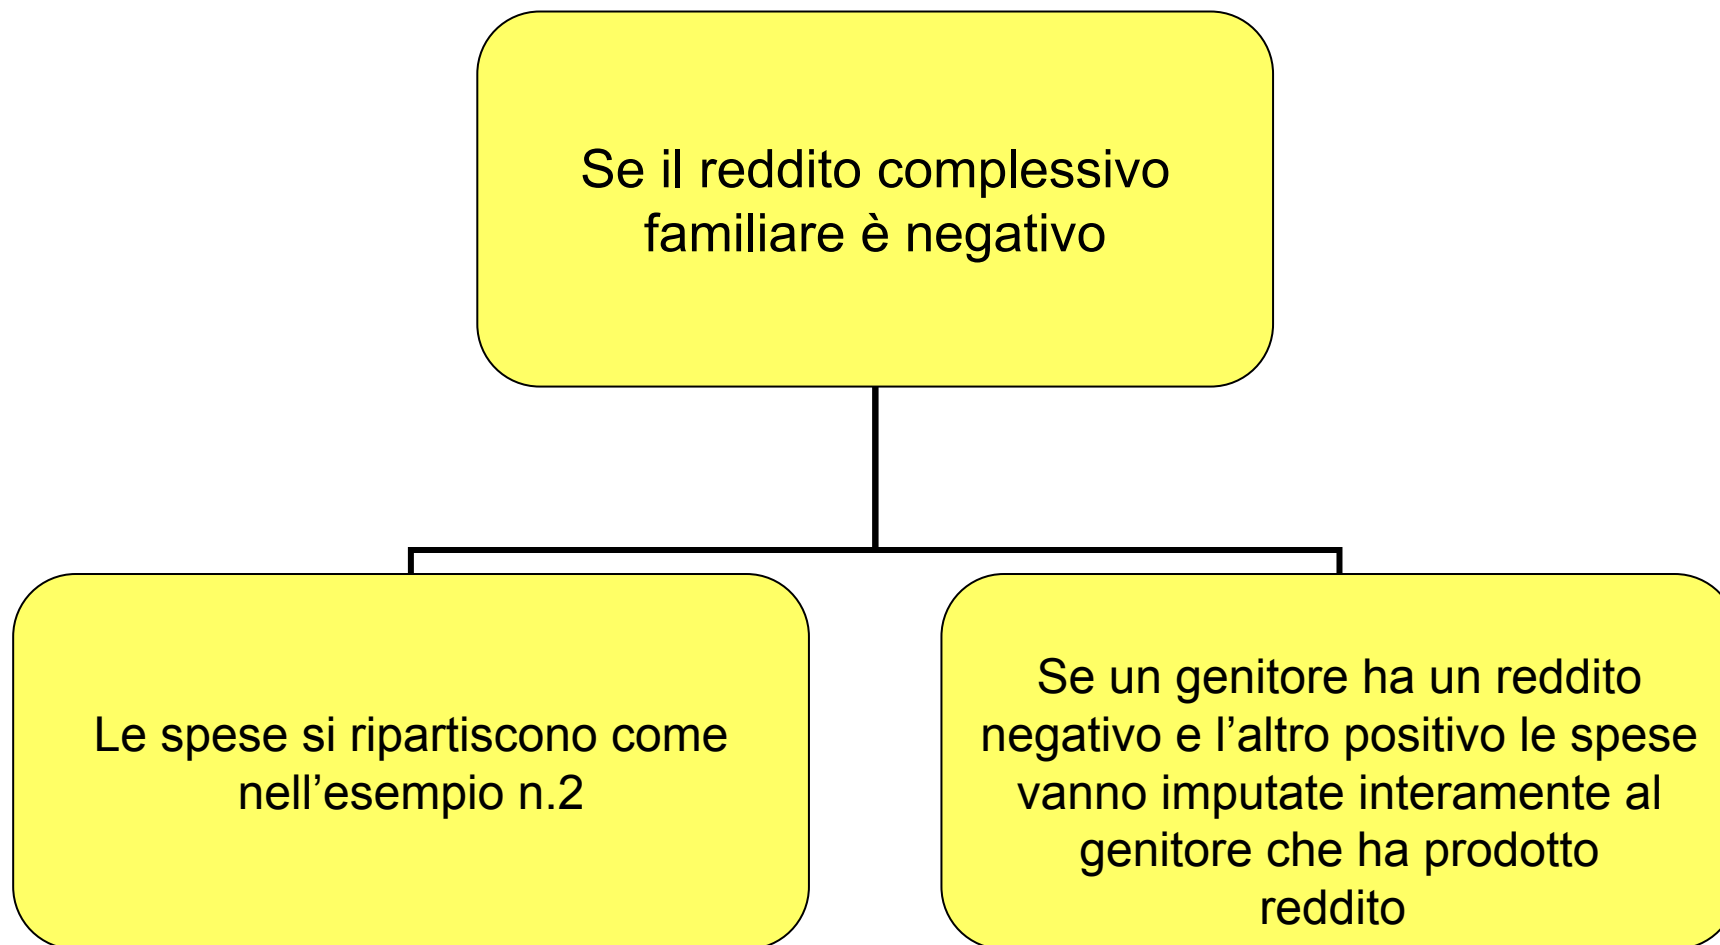 Se il reddito complessivo
familiare è negativo
Le spese si ripartiscono come
nell’esempio n.2
Se un genitore ha un reddito
negativo e l’altro positivo le spese
vanno imputate interamente al
genitore che ha prodotto
reddito